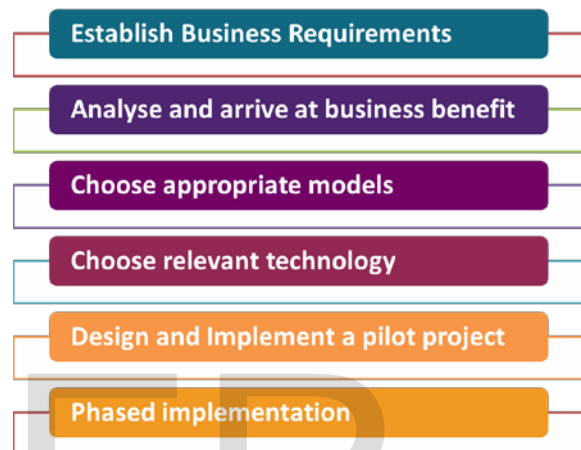 Establish Business Requirements
Analyse and arrive at business benefit
Choose appropriate models
Choose relevant technology
Design and Implement a pilot project
Phased implementation